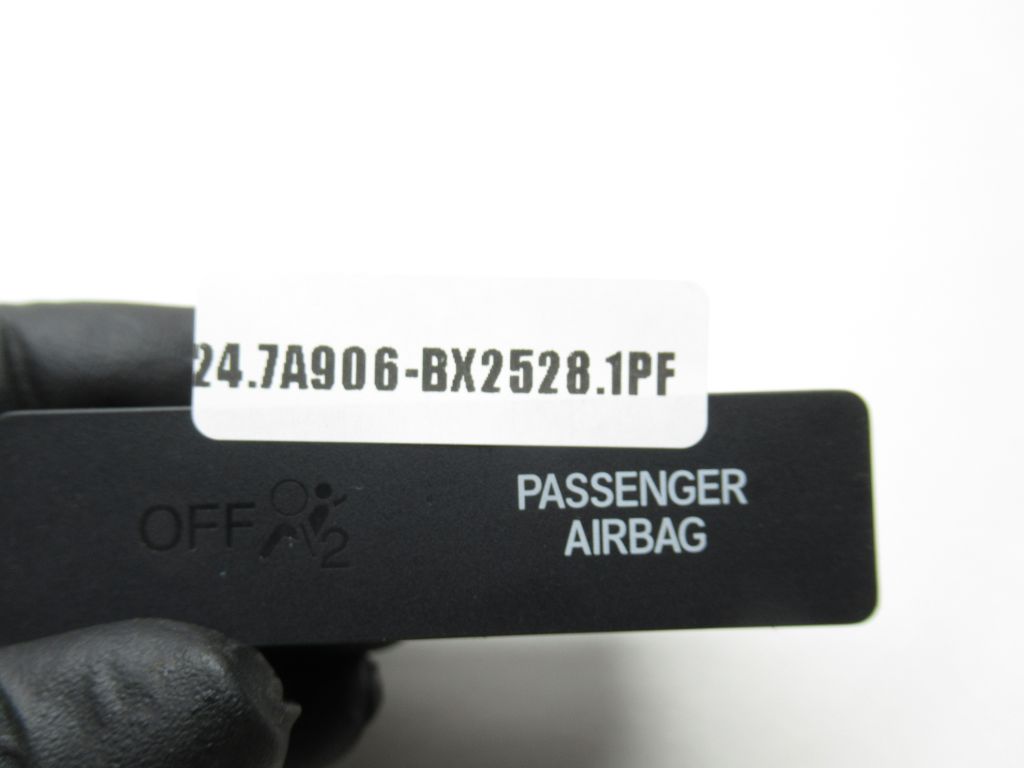 24.7A906-BX2528.1PF
PASSENGER
AIRBAG
OFF 2